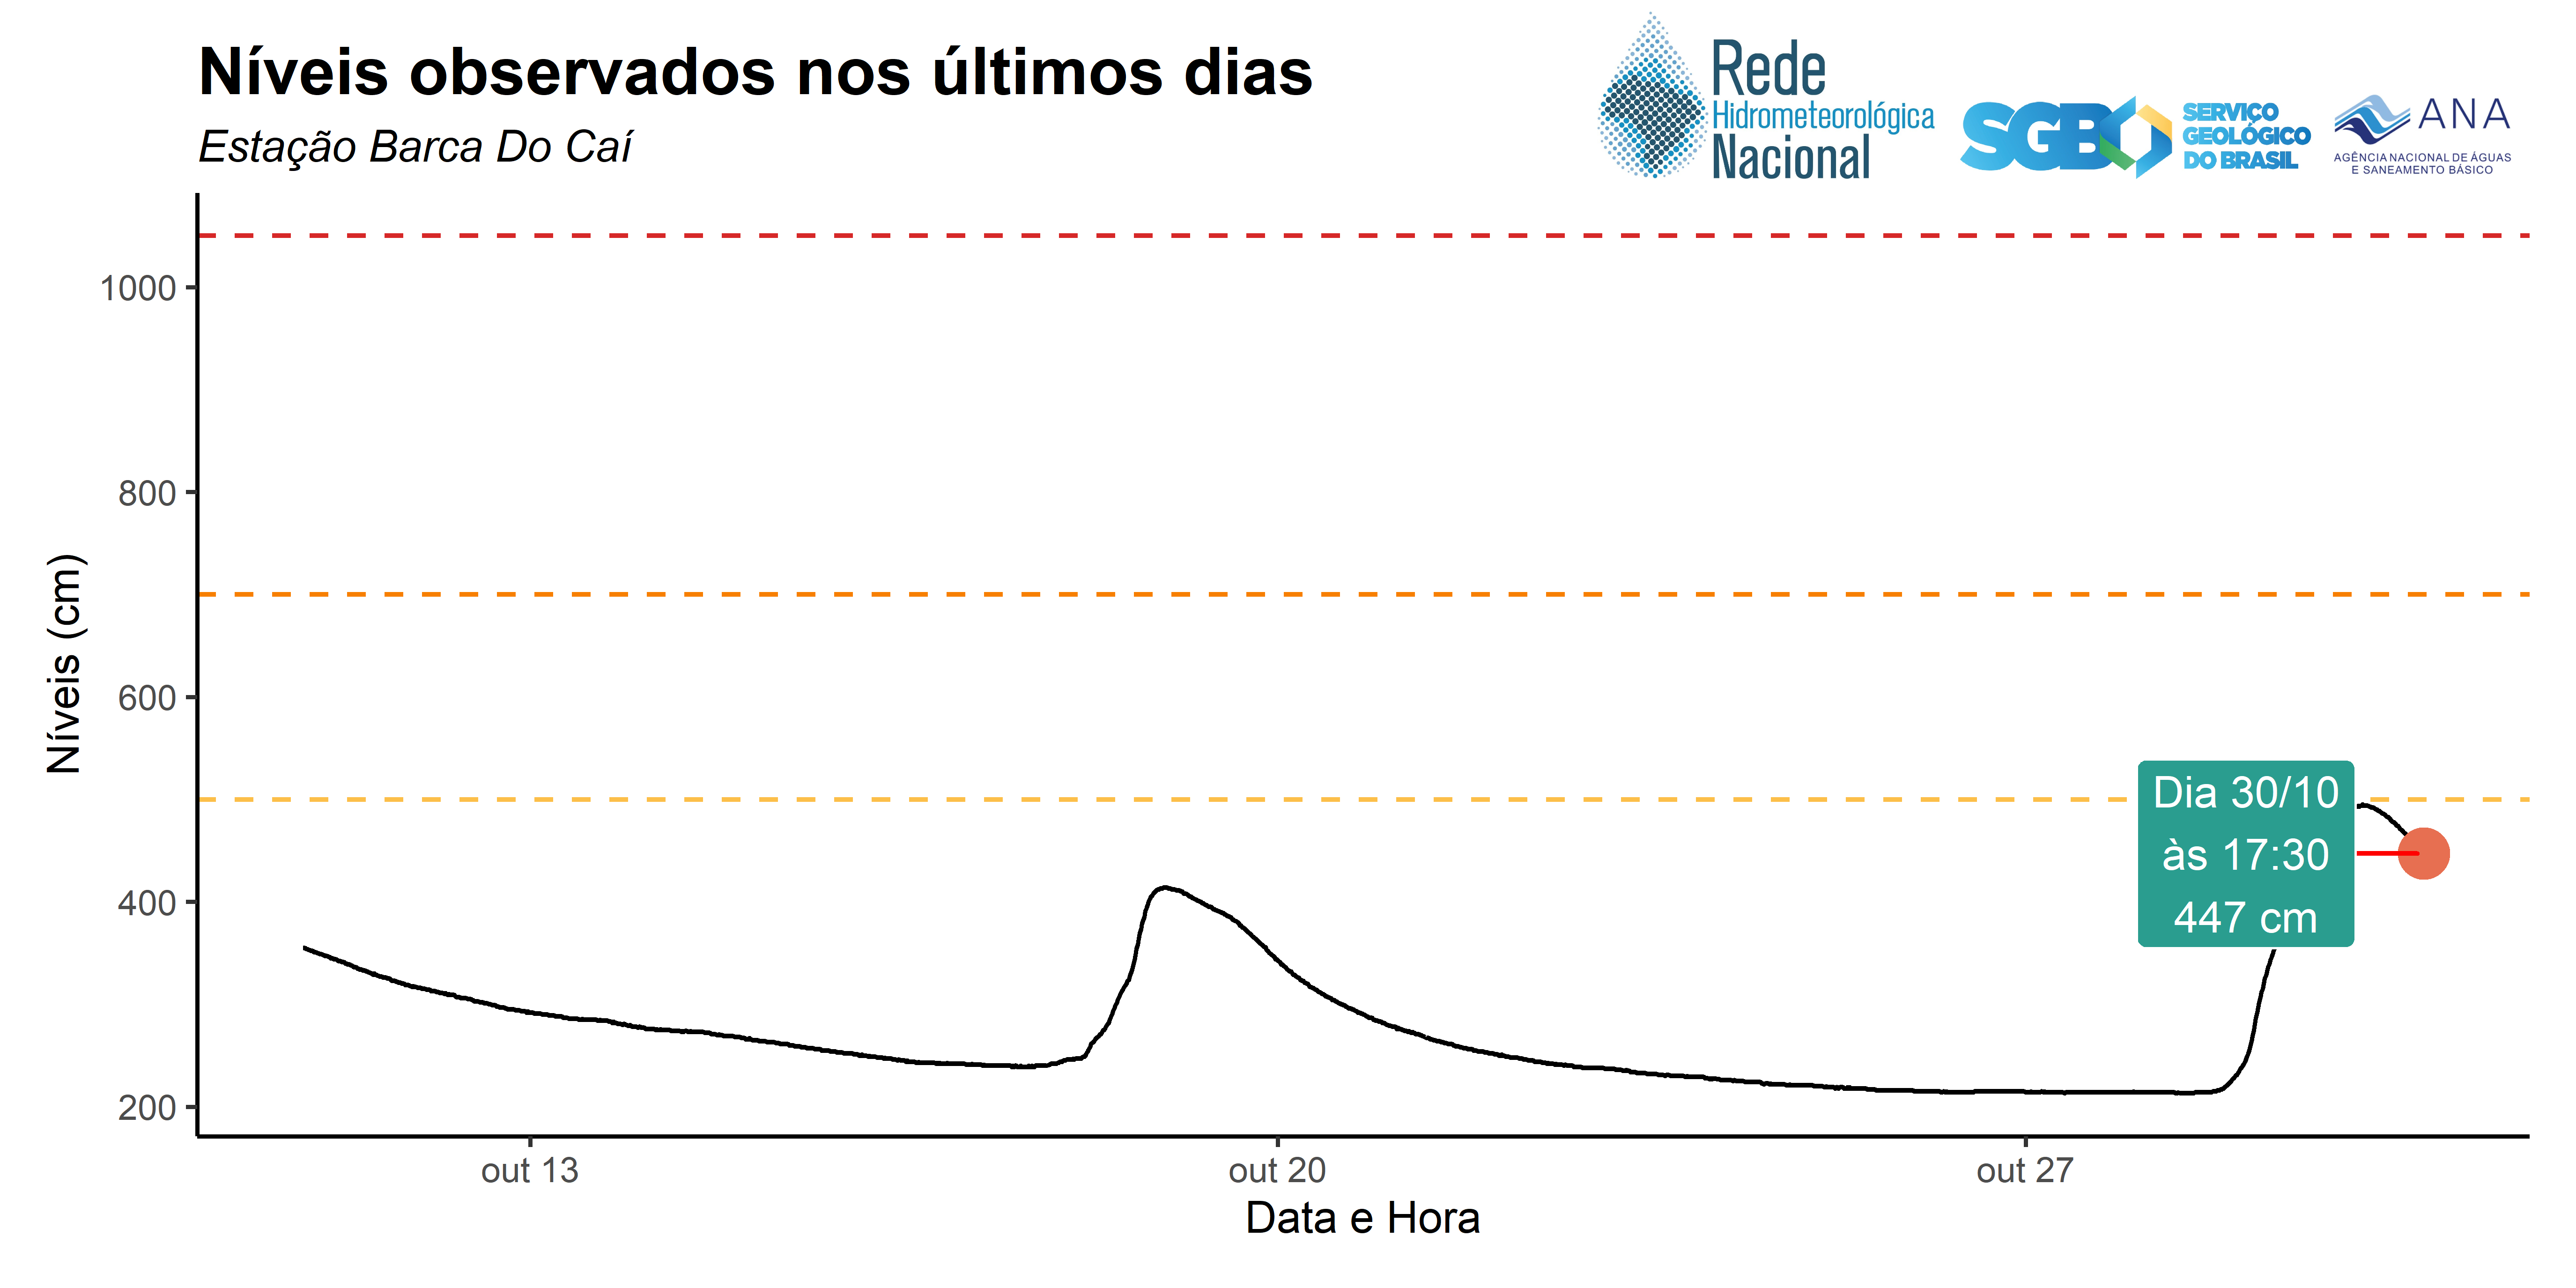 Níveis observados nos últimos dias
Estação Barca Do Caí
Rede
Hidrometeorológica
Nacional
SGB
SERVIÇO
GEOLÓGICO
DO BRASIL
ANA
AGÊNCIA NACIONAL DE ÁGUAS
E SANEAMENTO BÁSICO
Níveis (cm)
1000
800
600
400
200
Dia 30/10
às 17:30
447 cm
out 13
out 20
out 27
Data e Hora